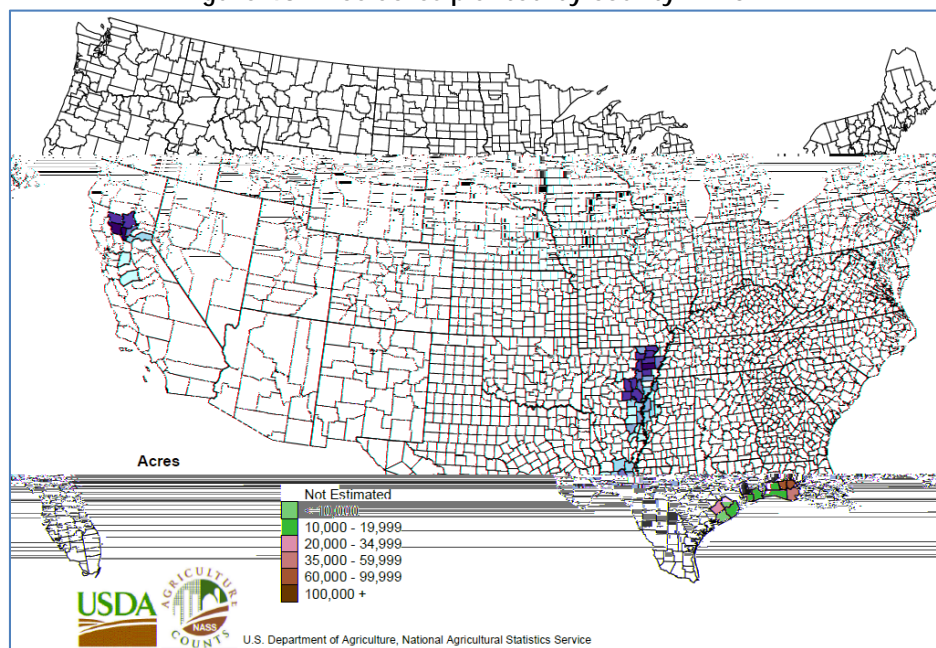 Acres
Not Estimated
10,000 - 19,999
20,000 - 34,999
35,000 - 59,999
60,000 - 99,999
100,000 +
USDA
AGRICULTURE
NASS
COUNTS
U.S. Department of Agriculture, National Agricultural Statistics Service